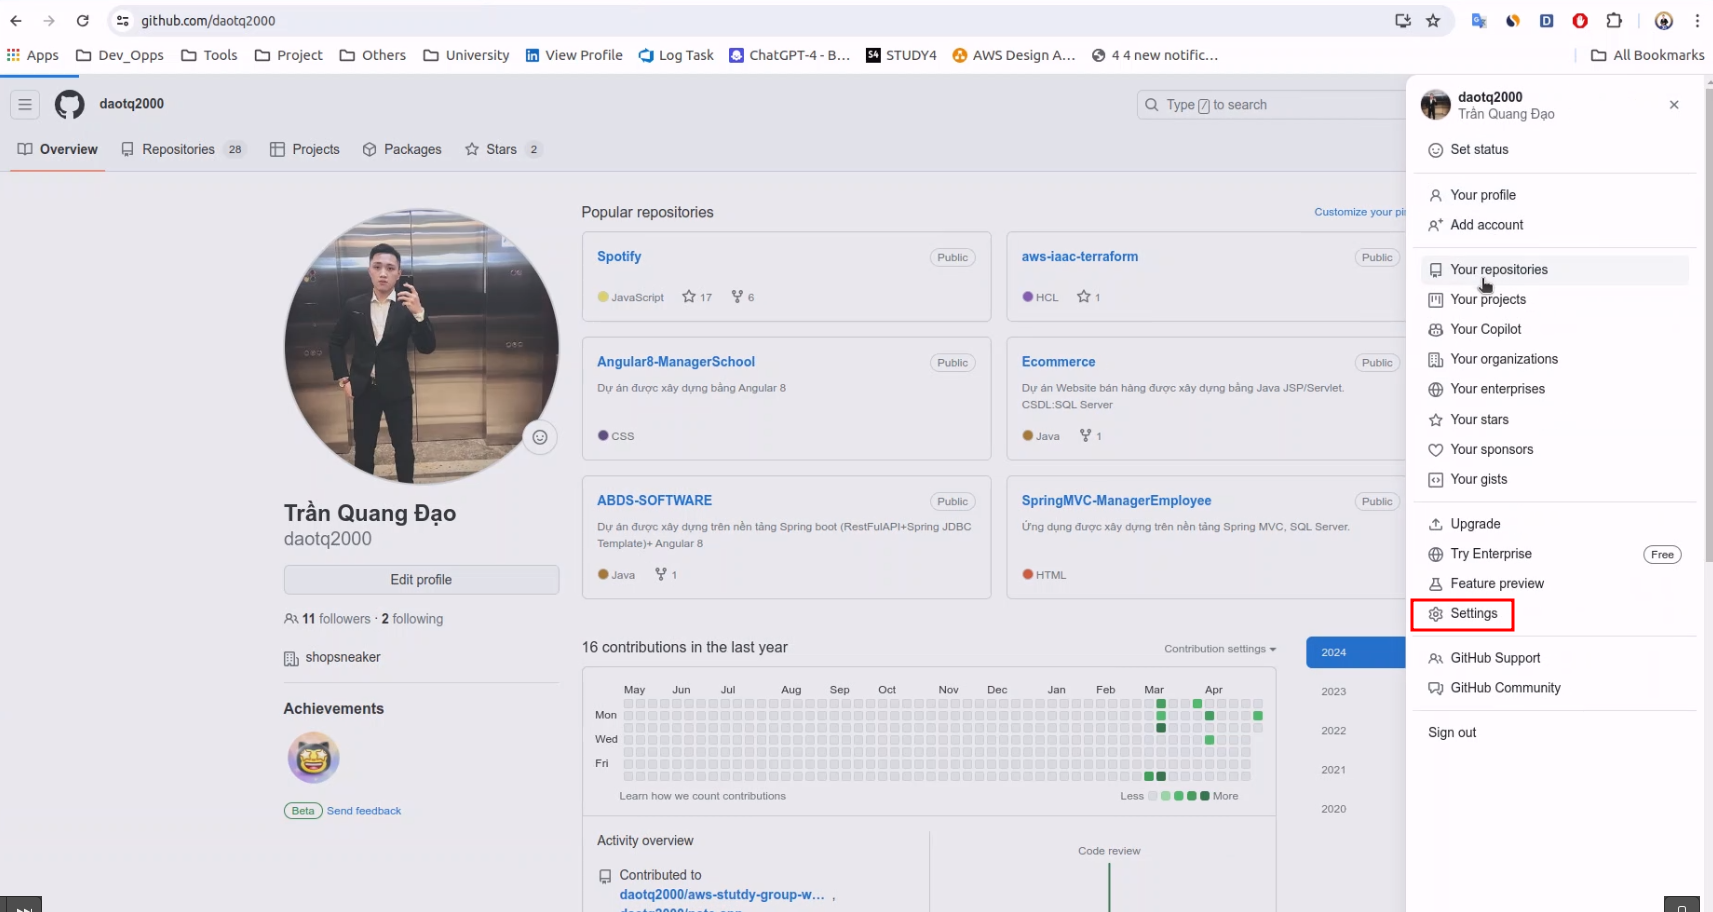 github.com/daotq2000
Apps
Dev_Opps
Tools
Project
Others
University
View Profile
Log Task
ChatGPT-4 - B...
STUDY4
AWS Design A...
4 4 new notific...
All Bookmarks
daotq2000
Type / to search
Overview
Repositories 28
Projects
Packages
Stars 2
Popular repositories
Spotify
Public
JavaScript 17 6
Angular8-ManagerSchool
Public
Dự án được xây dựng bằng Angular 8
CSS
ABDS-SOFTWARE
Public
Dự án được xây dựng trên nền tảng Spring boot (RestFulAPI+Spring JDBC
Template)+ Angular 8
Java 1
aws-iaac-terraform
Public
HCL 1
Ecommerce
Public
Dự án Website bán hàng được xây dựng bằng Java JSP/Servlet.
CSDL:SQL Server
Java 1
SpringMVC-ManagerEmployee
Public
Ứng dụng được xây dựng trên nền tảng Spring MVC, SQL Server.
HTML
Trần Quang Đạo
daotq2000
Edit profile
11 followers · 2 following
shopsneaker
Achievements
Beta Send feedback
16 contributions in the last year
Contribution settings
May Jun Jul Aug Sep Oct Nov Dec Jan Feb Mar Apr
Mon
Wed
Fri
Learn how we count contributions
Less More
2024
2023
2022
2021
2020
Activity overview
Contributed to
daotq2000/aws-stutdy-group-w... ,
Code review
Customize your
daotq2000
Trần Quang Đạo
Set status
Your profile
Add account
Your repositories
Your projects
Your Copilot
Your organizations
Your enterprises
Your stars
Your sponsors
Your gists
Upgrade
Try Enterprise Free
Feature preview
Settings
GitHub Support
GitHub Community
Sign out